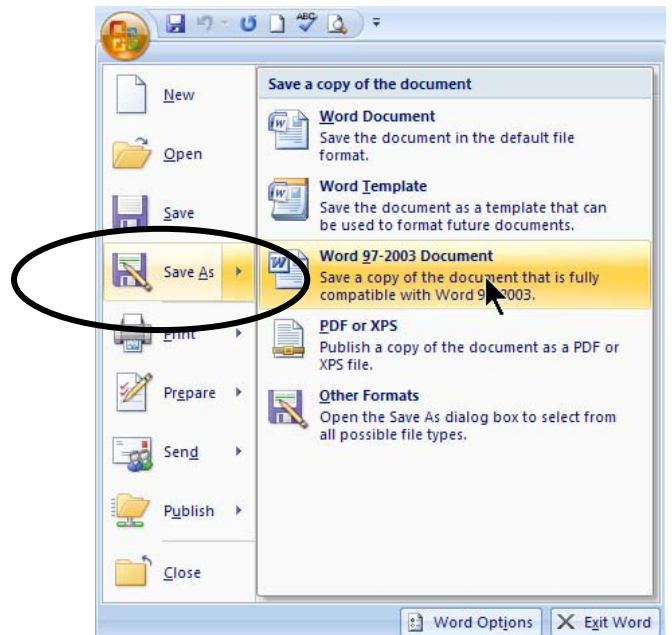 ABC
New
Open
Save
Save As
Print
Prepare
Send
Publish
Close
Save a copy of the document
Word Document
Save the document in the default file
format.
Word Template
Save the document as a template that can
be used to format future documents.
Word 97-2003 Document
Save a copy of the document that is fully
compatible with Word 97-2003.
PDF or XPS
Publish a copy of the document as a PDF or
XPS file.
Other Formats
Open the Save As dialog box to select from
all possible file types.
Word Options
Exit Word